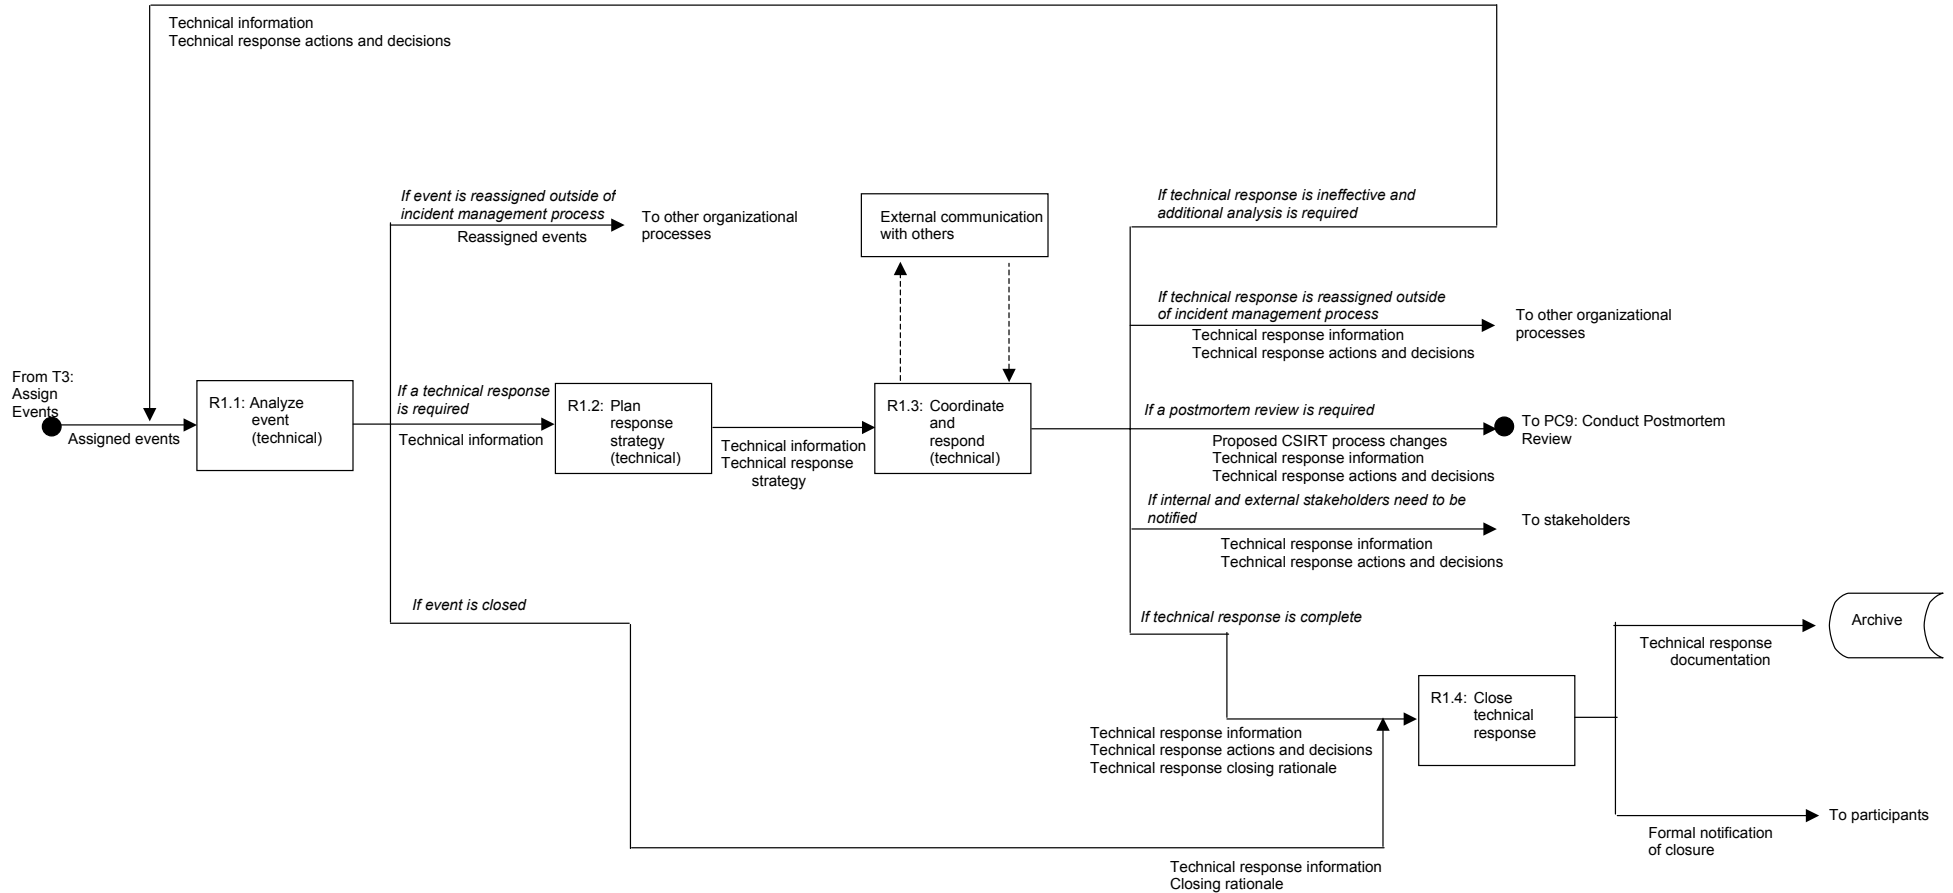 Technical information
Technical response actions and decisions
If event is reassigned outside of
incident management process
Reassigned events
To other organizational
processes
External communication
with others
If technical response is ineffective and
additional analysis is required
If technical response is reassigned outside
of incident management process
Technical response information
Technical response actions and decisions
To other organizational
processes
From T3:
Assign
Events
Assigned events
R1.1: Analyze
event
(technical)
If a technical response
is required
Technical information
R1.2: Plan
response
strategy
(technical)
Technical information
Technical response
strategy
R1.3: Coordinate
and
respond
(technical)
If a postmortem review is required
Proposed CSIRT process changes
Technical response information
Technical response actions and decisions
To PC9: Conduct Postmortem
Review
If internal and external stakeholders need to be
notified
Technical response information
Technical response actions and decisions
To stakeholders
If event is closed
If technical response is complete
Technical response information
Technical response actions and decisions
Technical response closing rationale
R1.4: Close
technical
response
Technical response
documentation
Archive
Formal notification
of closure
To participants
Technical response information
Closing rationale